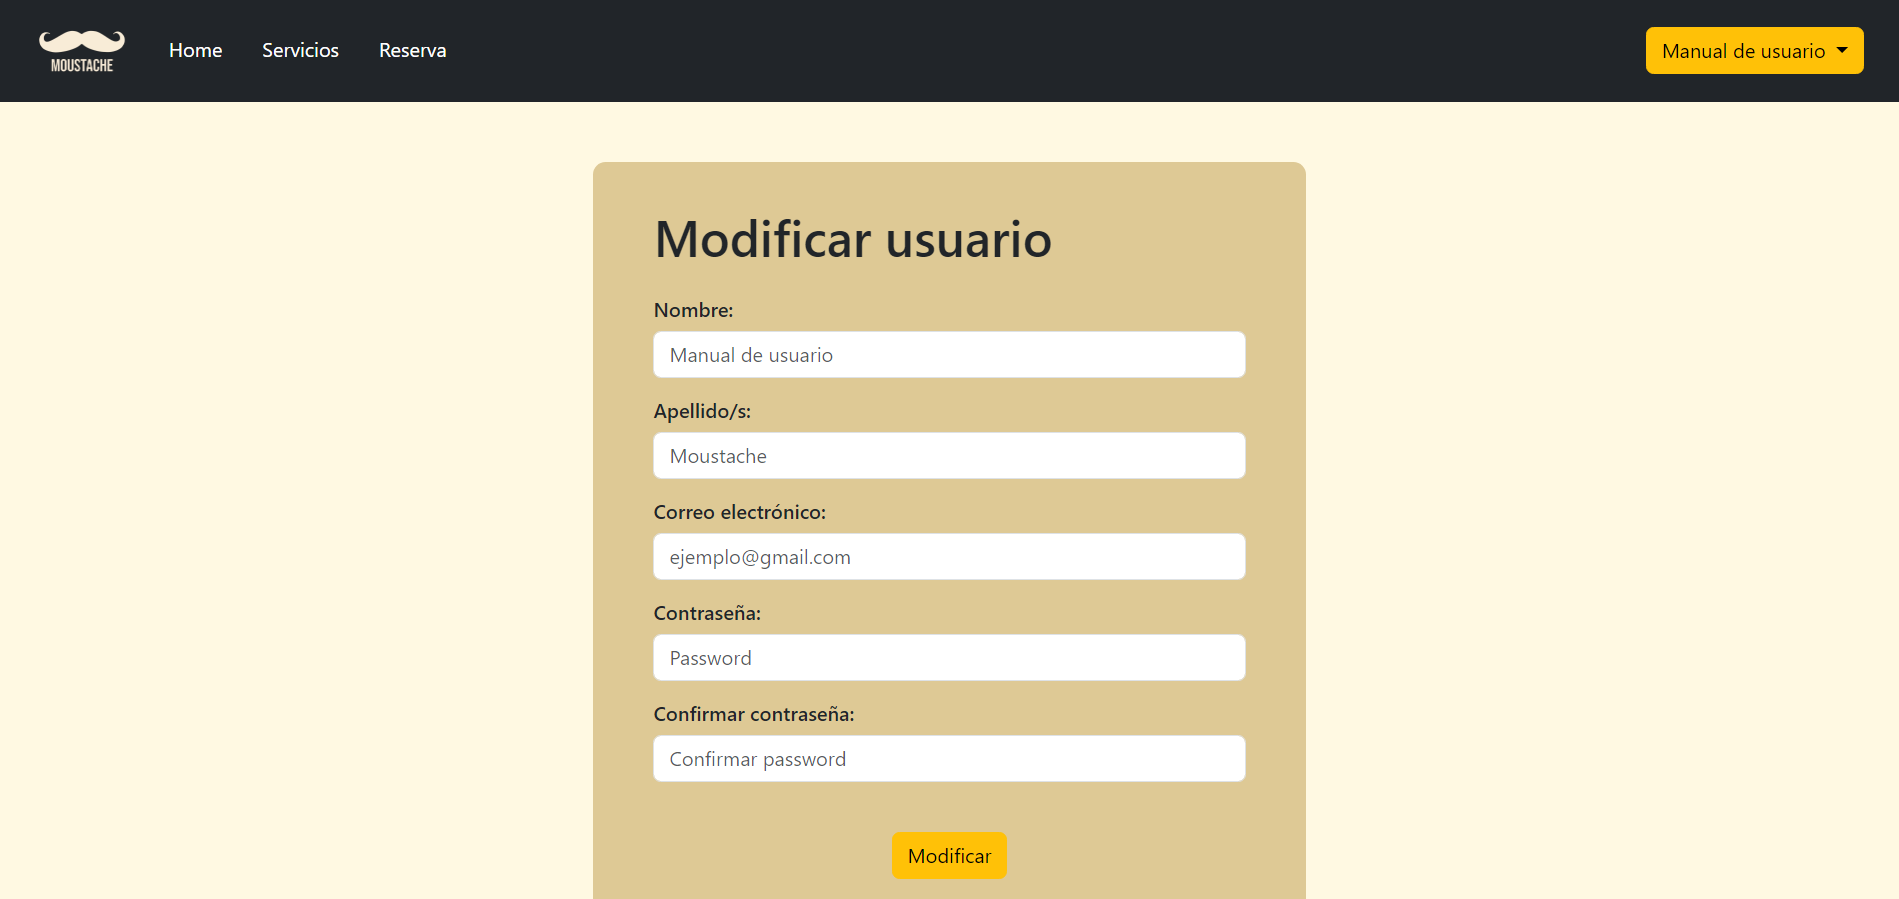 MOUSTACHE
Home Servicios Reserva
Manual de usuario
Modificar usuario
Nombre:
Manual de usuario
Apellido/s:
Moustache
Correo electrónico:
ejemplo@gmail.com
Contraseña:
Password
Confirmar contraseña:
Confirmar password
Modificar